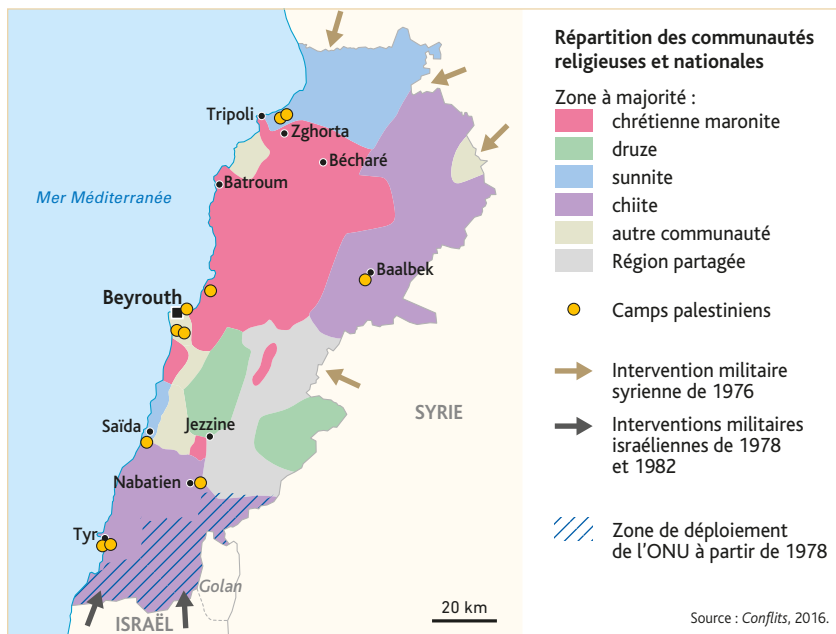 Tripoli
Zghorta
Bécharé
Batroum
Mer Méditerranée
Baalbek
Beyrouth
SYRIE
Saïda
Jezzine
Nabatien
Tyr
Golan
ISRAËL
20 km
Répartition des communautés
religieuses et nationales
Zone à majorité :
chrétienne maronite
druze
sunnite
chiite
autre communauté
Région partagée
Camps palestiniens
Intervention militaire
syrienne de 1976
Interventions militaires
israéliennes de 1978
et 1982
Zone de déploiement
de l'ONU à partir de 1978
Source : Conflits, 2016.